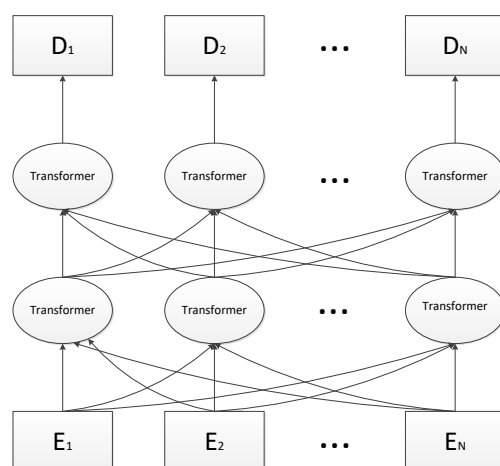 D1 D2 ... DN
Transformer Transformer ... Transformer
Transformer Transformer ... Transformer
E1 E2 ... EN